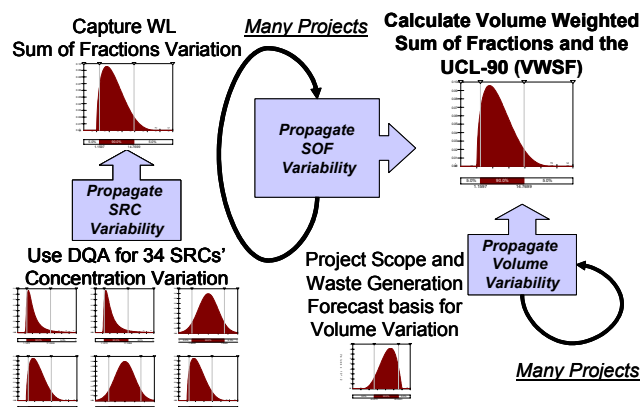 Capture WL
Sum of Fractions Variation
Many Projects
Calculate Volume Weighted
Sum of Fractions and the
UCL-90 (VWSF)
Propagate
SOF
Variability
Propagate
SRC
Variability
Use DQA for 34 SRCs'
Concentration Variation
Project Scope and
Waste Generation
Forecast basis for
Volume Variation
Propagate
Volume
Variability
Many Projects